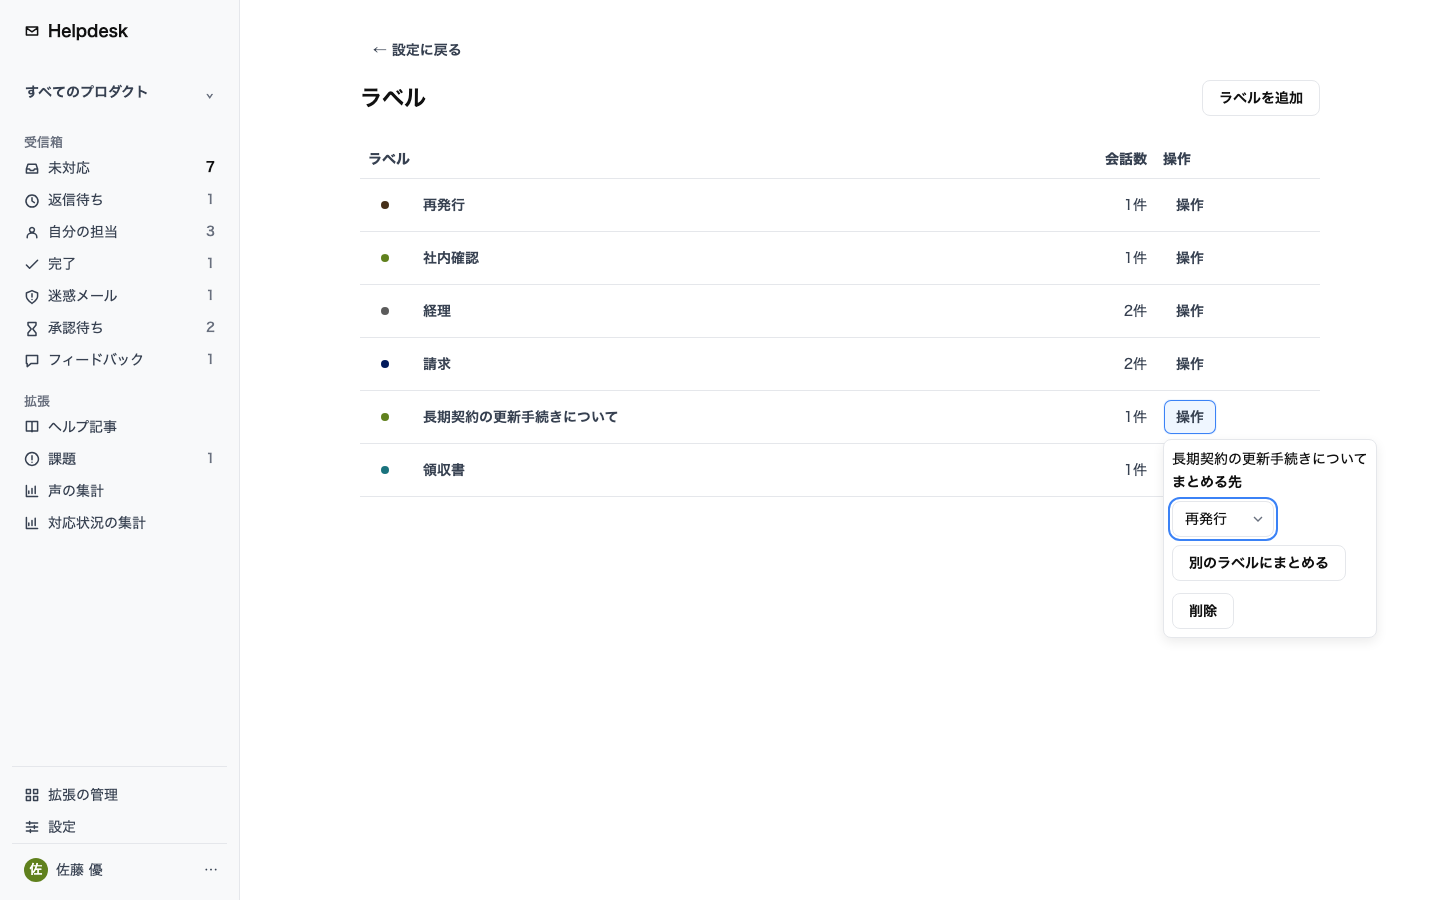 Helpdesk
すべてのプロダクト
受信箱
未対応 7
返信待ち 1
自分の担当 3
完了 1
迷惑メール 1
承認待ち 2
フィードバック 1
拡張
ヘルプ記事
課題 1
声の集計
対応状況の集計
拡張の管理
設定
佐 佐藤 優 …
← 設定に戻る
ラベル
ラベルを追加
ラベル 会話数 操作
再発行 1件 操作
社内確認 1件 操作
経理 2件 操作
請求 2件 操作
長期契約の更新手続きについて 1件 操作
領収書 1件
長期契約の更新手続きについて
まとめる先
再発行
別のラベルにまとめる
削除